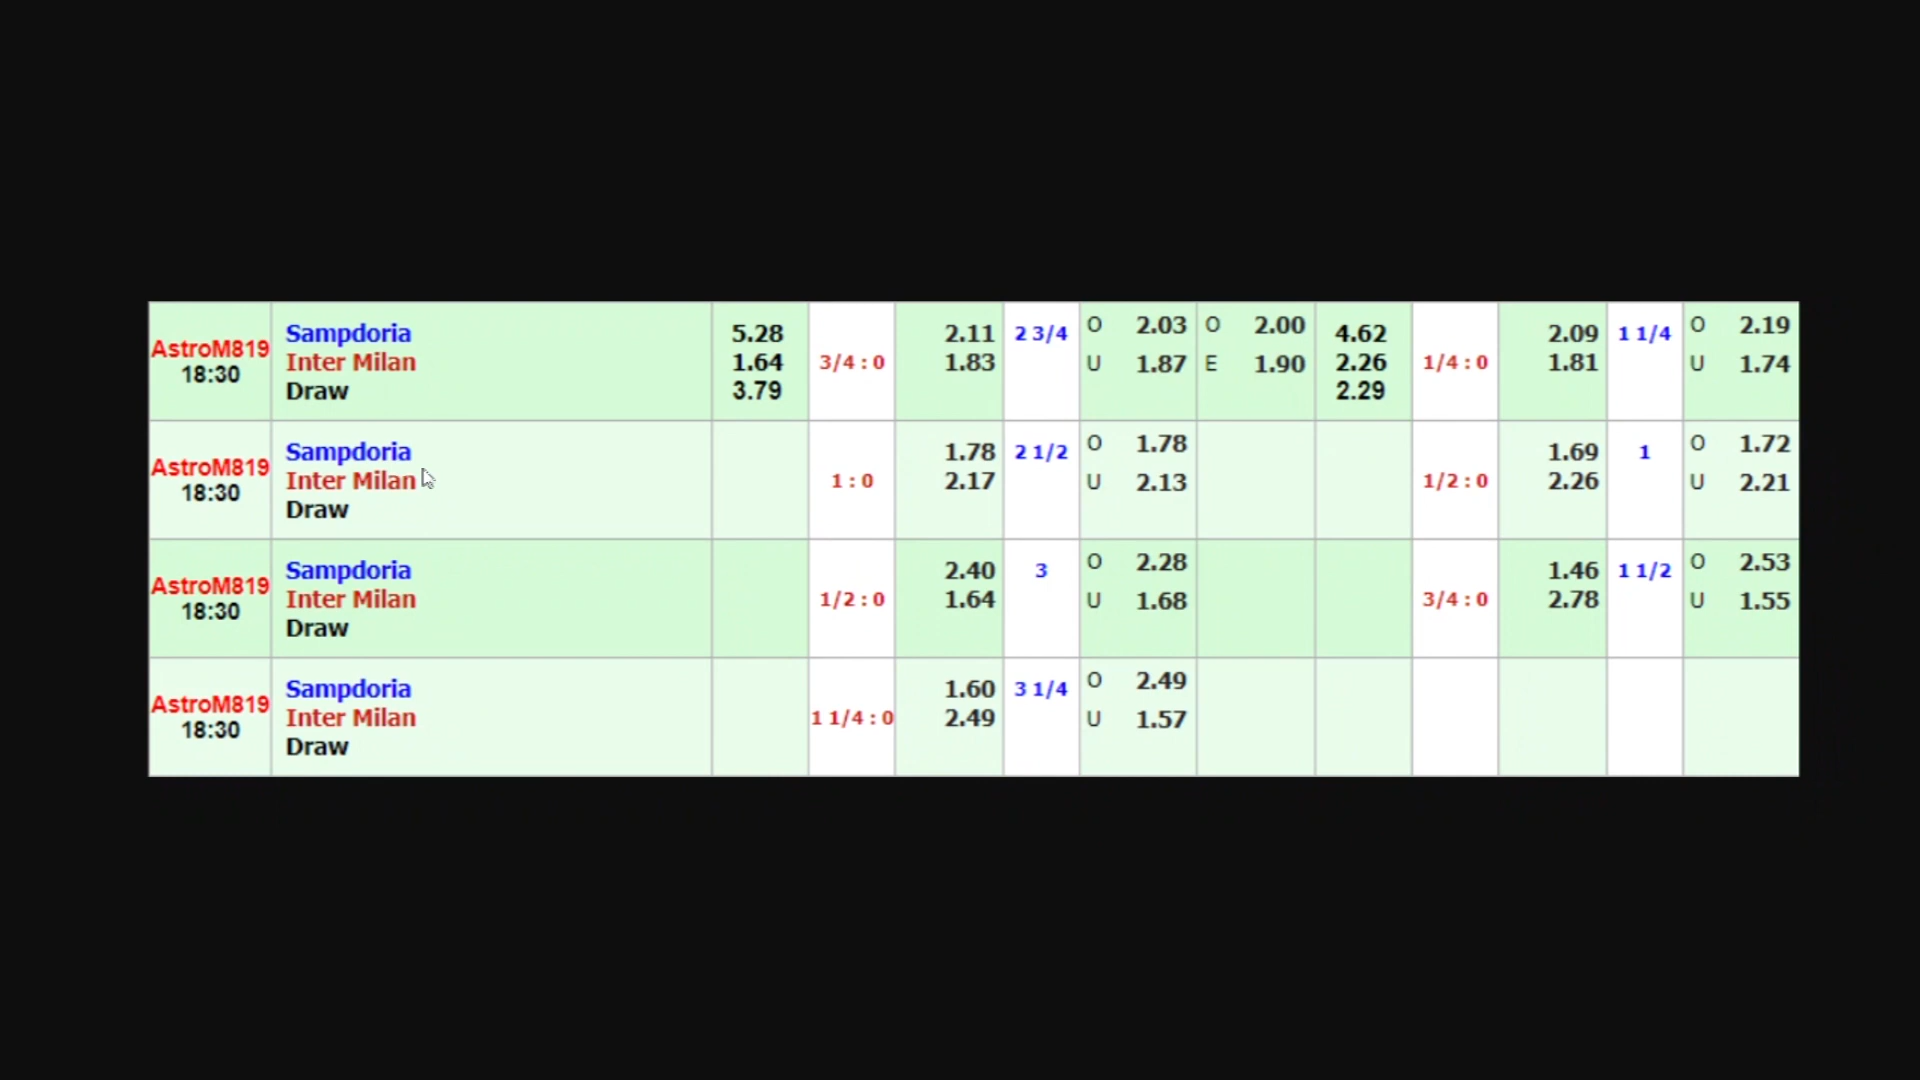 AstroM819 18:30
Sampdoria 5.28 2.11 2 3/4 O 2.03 O 2.00 4.62 2.09 1 1/4 O 2.19
Inter Milan 1.64 3/4 : 0 1.83 U 1.87 E 1.90 2.26 1/4 : 0 1.81 U 1.74
Draw 3.79 2.29
AstroM819 18:30
Sampdoria 1.78 2 1/2 O 1.78 1.69 1 O 1.72
Inter Milan 1 : 0 2.17 U 2.13 1/2 : 0 2.26 U 2.21
Draw
AstroM819 18:30
Sampdoria 2.40 3 O 2.28 1.46 1 1/2 O 2.53
Inter Milan 1/2 : 0 1.64 U 1.68 3/4 : 0 2.78 U 1.55
Draw
AstroM819 18:30
Sampdoria 1.60 3 1/4 O 2.49
Inter Milan 1 1/4 : 0 2.49 U 1.57
Draw